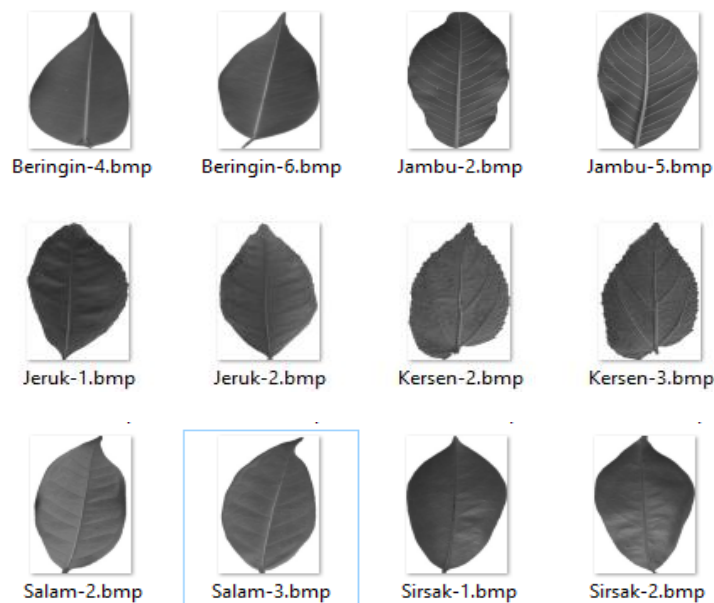 Beringin-4.bmp Beringin-6.bmp Jambu-2.bmp Jambu-5.bmp
Jeruk-1.bmp Jeruk-2.bmp Kersen-2.bmp Kersen-3.bmp
Salam-2.bmp Salam-3.bmp Sirsak-1.bmp Sirsak-2.bmp